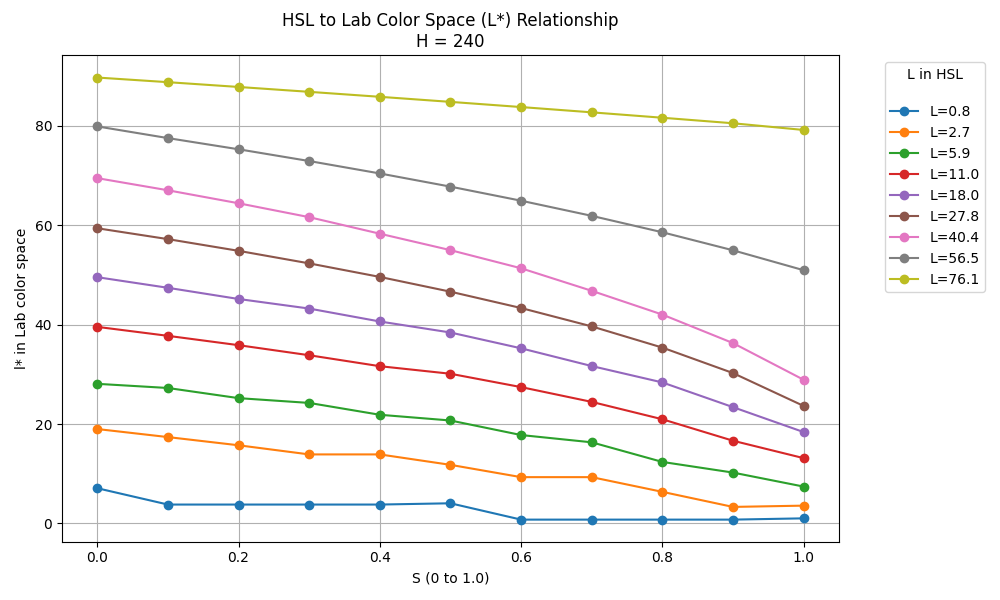 HSL to Lab Color Space (L*) Relationship
H = 240
l* in Lab color space
80
60
40
20
0
0.0 0.2 0.4 0.6 0.8 1.0
S (0 to 1.0)
L in HSL
L=0.8
L=2.7
L=5.9
L=11.0
L=18.0
L=27.8
L=40.4
L=56.5
L=76.1